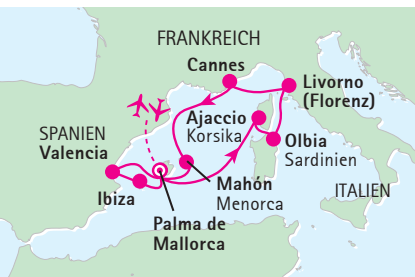 FRANKREICH
Cannes
Livorno
(Florenz)
Ajaccio
Korsika
SPANIEN
Valencia
Olbia
Sardinien
Mahón
Menorca
ITALIEN
Ibiza
Palma de
Mallorca